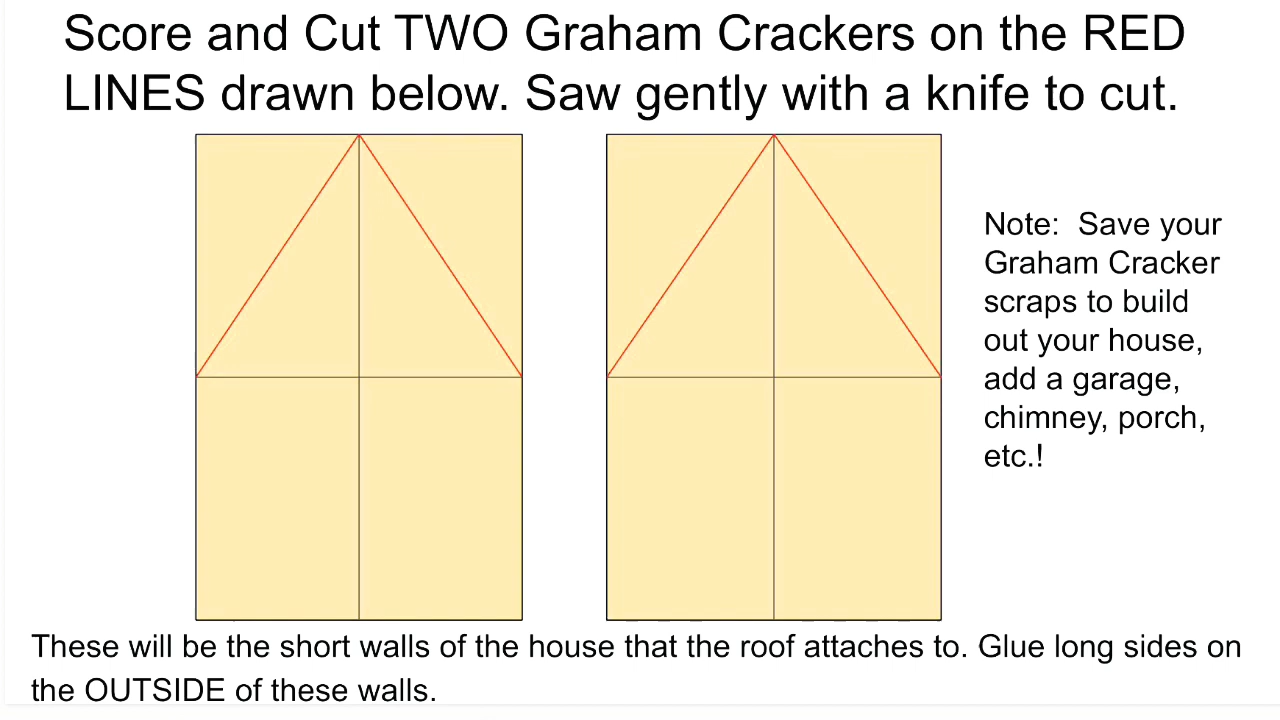 Score and Cut TWO Graham Crackers on the RED
LINES drawn below. Saw gently with a knife to cut.
Note:  Save your
Graham Cracker
scraps to build
out your house,
add a garage,
chimney, porch,
etc.!
These will be the short walls of the house that the roof attaches to. Glue long sides on
the OUTSIDE of these walls.